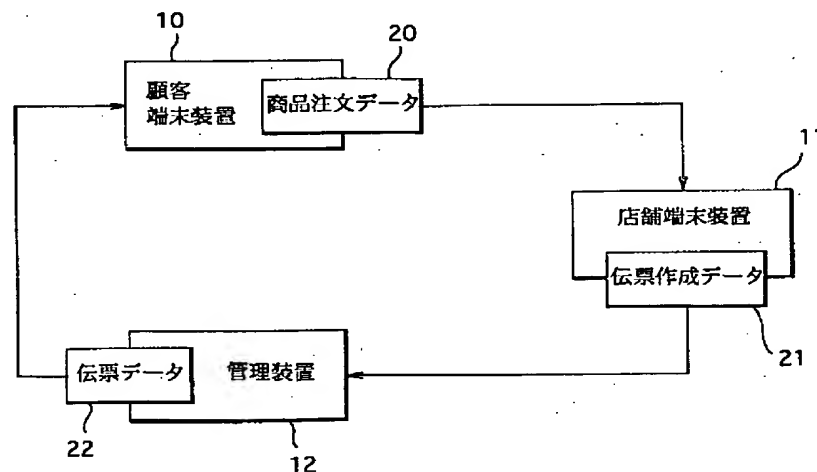 10
20
顧客
端末装置
商品注文データ
店舗端末装置
伝票作成データ
21
伝票データ
管理装置
22
12